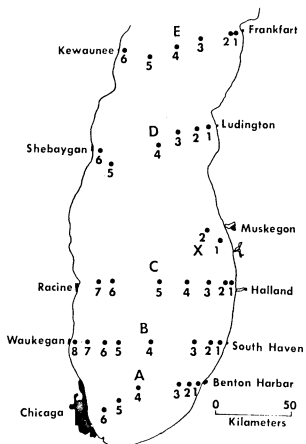 E
Frankfart
Kewaunee
6 5 4 3 2 1
D
Ludington
Shebaygan
6 5 4 3 2 1
Muskegon
X
2 1
C
Racine
7 6 5 4 3 2 1
Halland
B
Waukegan
8 7 6 5 4 3 2 1
South Haven
A
Benton Harbar
4 3 2 1
Chicaga
6 5
0 50
Kilameters